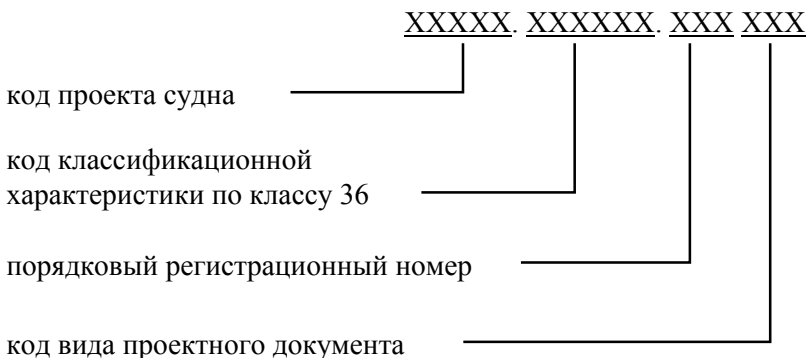 XXXXX. XXXXXX. XXX XXX
код проекта судна
код классификационной
характеристики по классу 36
порядковый регистрационный номер
код вида проектного документа